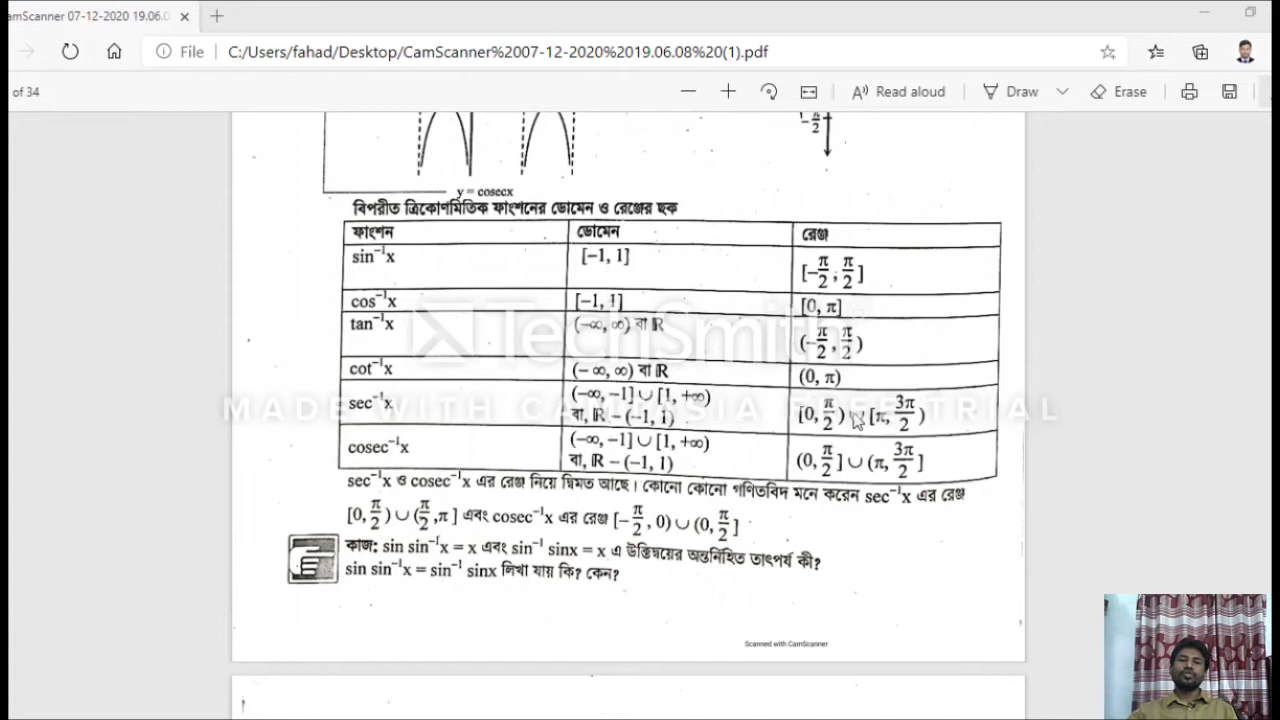 amScanner 07-12-2020 19.06.0
File C:/Users/fahad/Desktop/CamScanner%2007-12-2020%2019.06.08%20(1).pdf
of 34 Read aloud Draw Erase
-π/2
y = cosecx
বিপরীত ত্রিকোণমিতিক ফাংশনের ডোমেন ও রেঞ্জের ছক
ফাংশন ডোমেন রেঞ্জ
sin⁻¹x [−1, 1] [−π/2, π/2]
cos⁻¹x [−1, 1] [0, π]
tan⁻¹x (−∞, ∞) বা ℝ (−π/2, π/2)
cot⁻¹x (− ∞, ∞) বা ℝ (0, π)
sec⁻¹x (−∞, −1] ∪ [1, +∞) [0, π/2) ∪ [π, 3π/2)
বা, ℝ − (−1, 1)
cosec⁻¹x (−∞, −1] ∪ [1, +∞) (0, π/2] ∪ (π, 3π/2]
বা, ℝ − (−1, 1)
sec⁻¹x ও cosec⁻¹x এর রেঞ্জ নিয়ে দ্বিমত আছে। কোনো কোনো গণিতবিদ মনে করেন sec⁻¹x এর রেঞ্জ
[0, π/2) ∪ (π/2, π] এবং cosec⁻¹x এর রেঞ্জ [−π/2, 0) ∪ (0, π/2]
কাজ: sin sin⁻¹x = x এবং sin⁻¹ sinx = x এ উক্তিদ্বয়ের অন্তর্নিহিত তাৎপর্য কী?
sin sin⁻¹x = sin⁻¹ sinx লিখা যায় কি? কেন?
Scanned with CamScanner
TechSmith
MADE WITH CAMTASIA FREE TRIAL